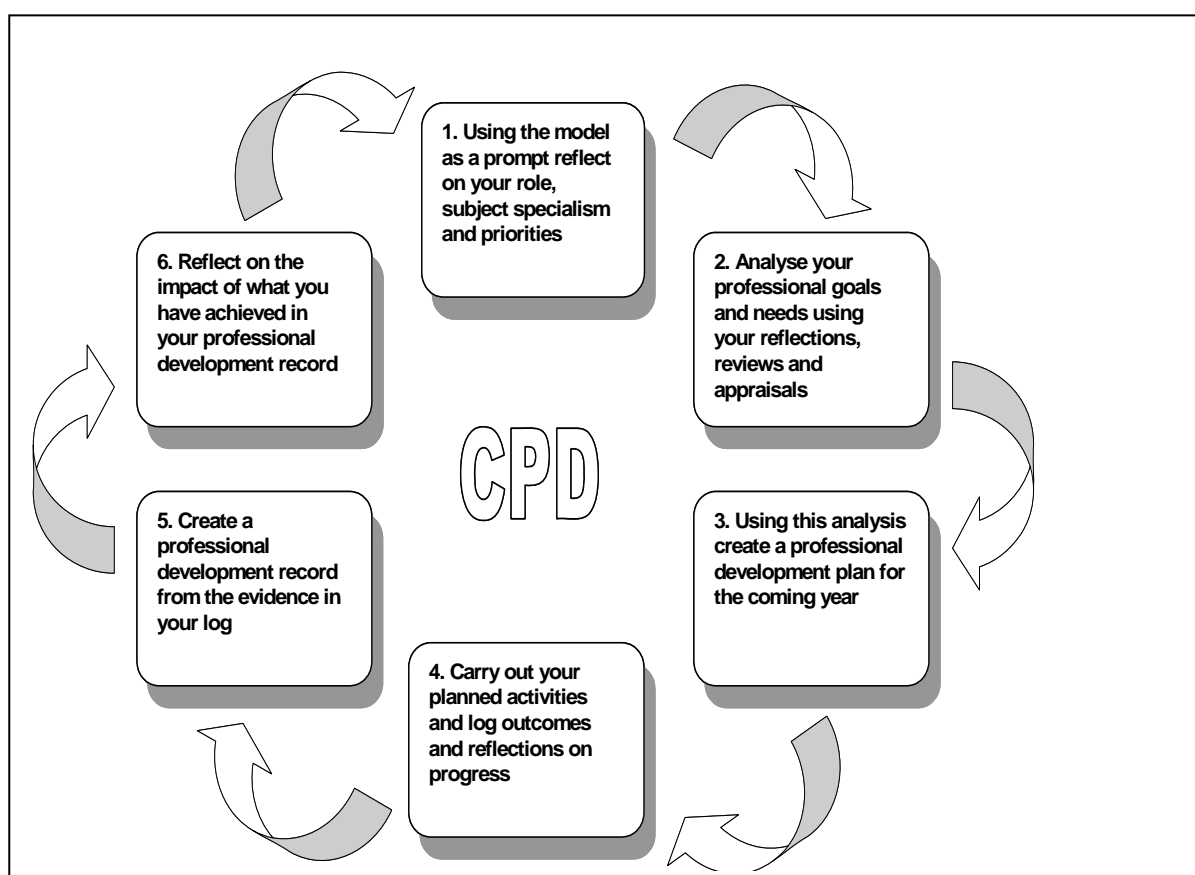 1. Using the model
as a prompt reflect
on your role,
subject specialism
and priorities
2. Analyse your
professional goals
and needs using
your reflections,
reviews and
appraisals
3. Using this analysis
create a professional
development plan for
the coming year
4. Carry out your
planned activities
and log outcomes
and reflections on
progress
5. Create a
professional
development record
from the evidence in
your log
6. Reflect on the
impact of what you
have achieved in
your professional
development record
CPD